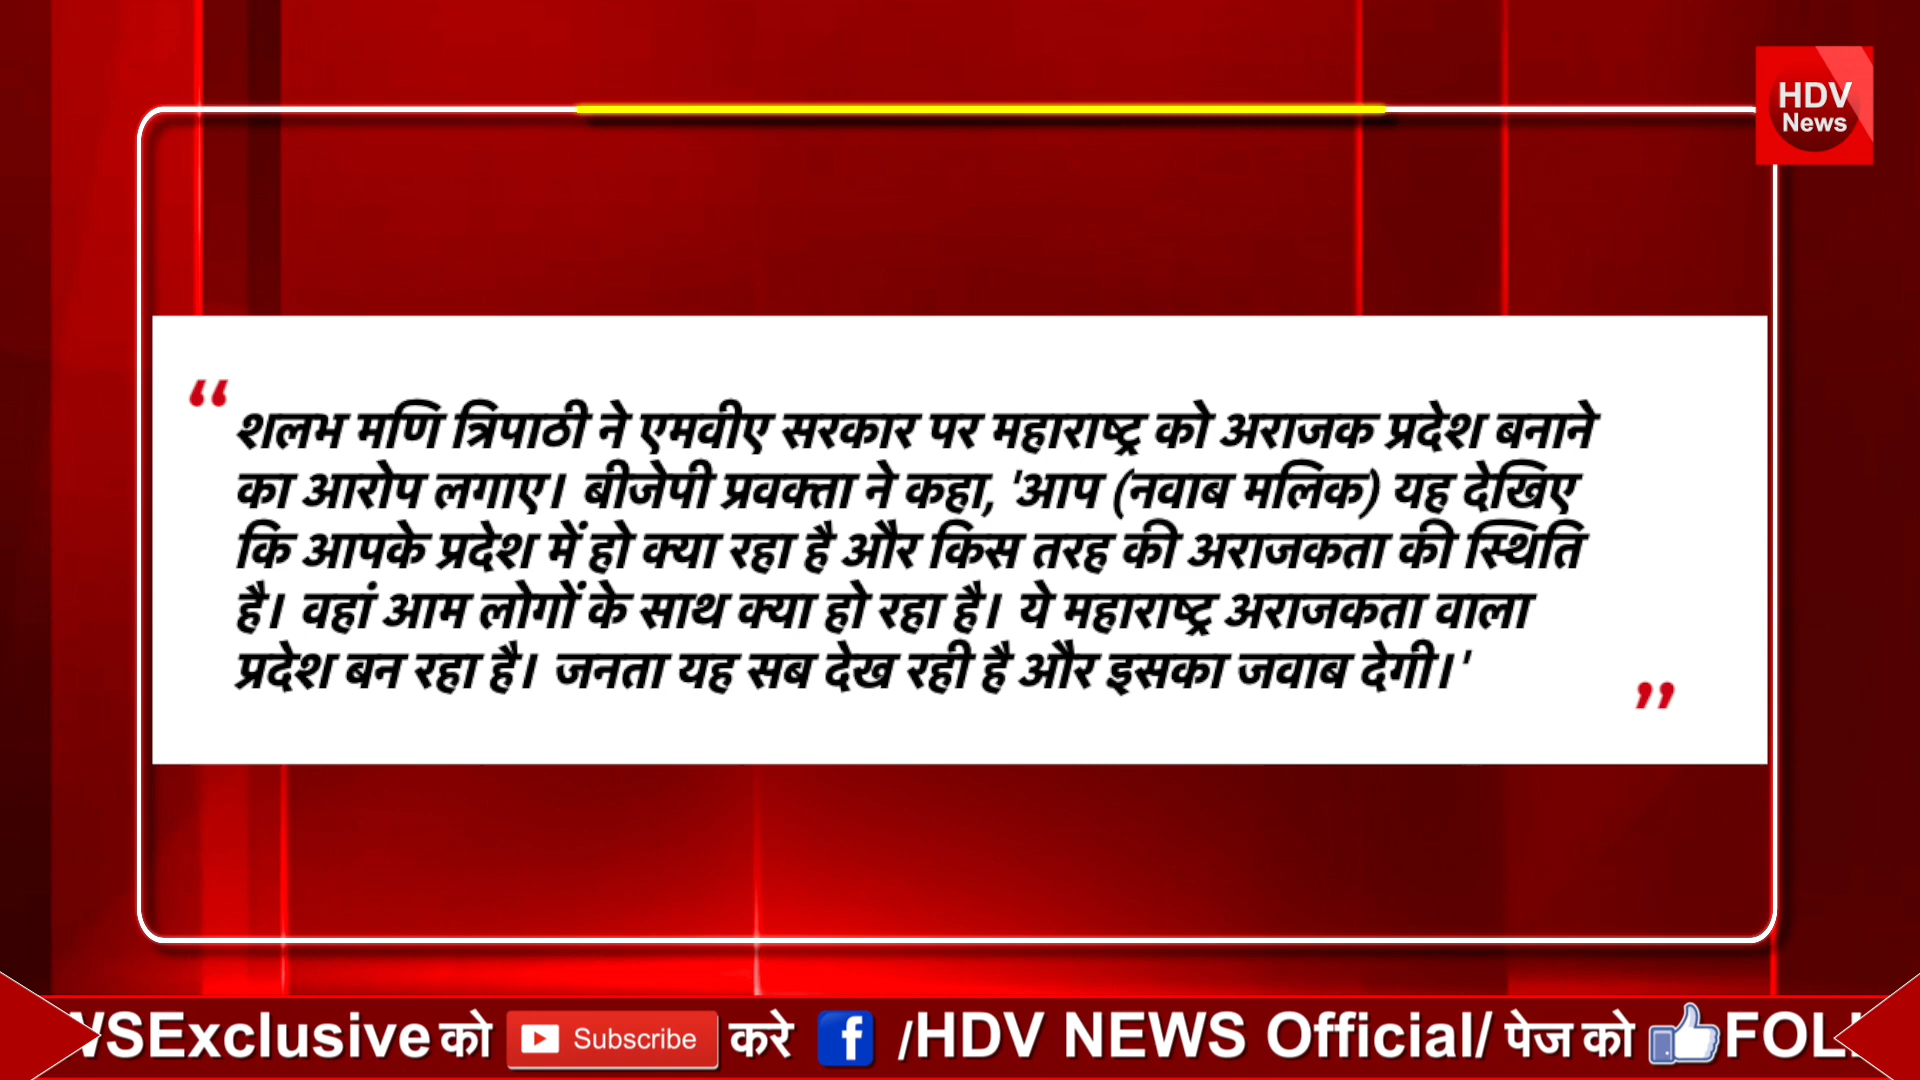 HDV
News
“ शलभ मणि त्रिपाठी ने एमवीए सरकार पर महाराष्ट्र को अराजक प्रदेश बनाने
का आरोप लगाए। बीजेपी प्रवक्ता ने कहा, 'आप (नवाब मलिक) यह देखिए
कि आपके प्रदेश में हो क्या रहा है और किस तरह की अराजकता की स्थिति
है। वहां आम लोगों के साथ क्या हो रहा है। ये महाराष्ट्र अराजकता वाला
प्रदेश बन रहा है। जनता यह सब देख रही है और इसका जवाब देगी।' ”
WSExclusive को Subscribe करे f /HDV NEWS Official/ पेज को